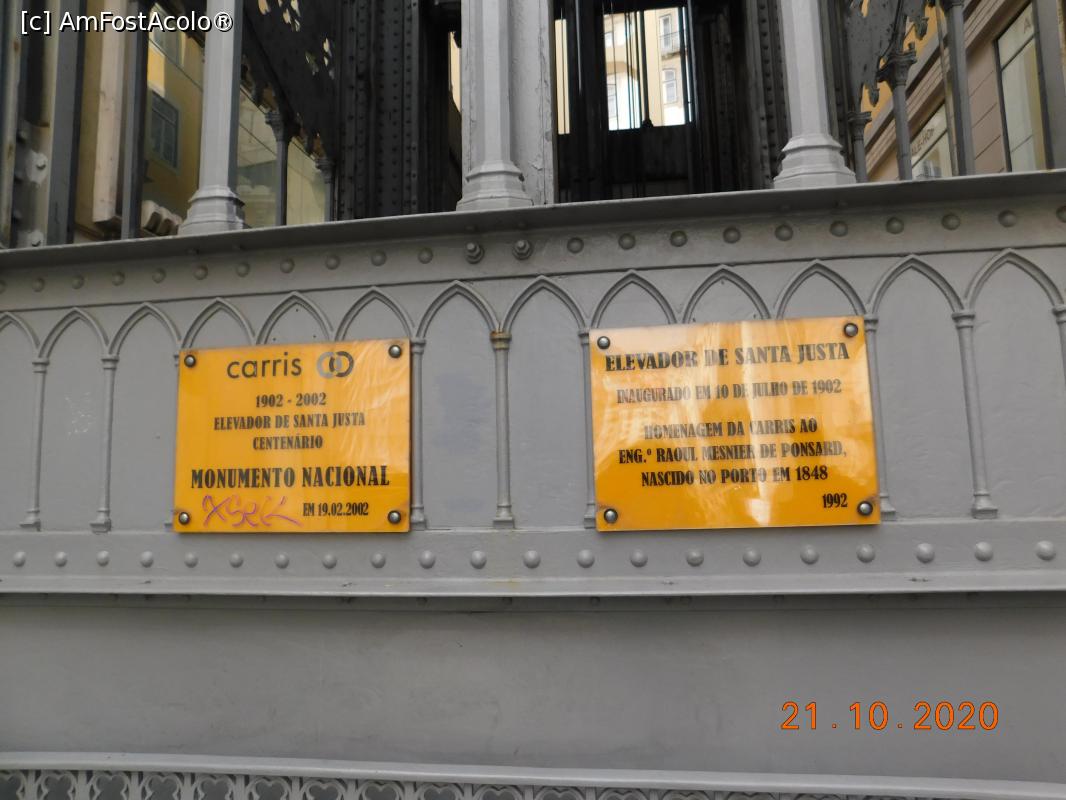 [c] AmFostAcolo®
carris
1902 - 2002
ELEVADOR DE SANTA JUSTA
CENTENÁRIO
MONUMENTO NACIONAL
EM 19.02.2002
ELEVADOR DE SANTA JUSTA
INAUGURADO EM 10 DE JULHO DE 1902
HOMENAGEM DA CARRIS AO
ENG.º RAOUL MESNIER DE PONSARD,
NASCIDO NO PORTO EM 1848
1992
21.10.2020